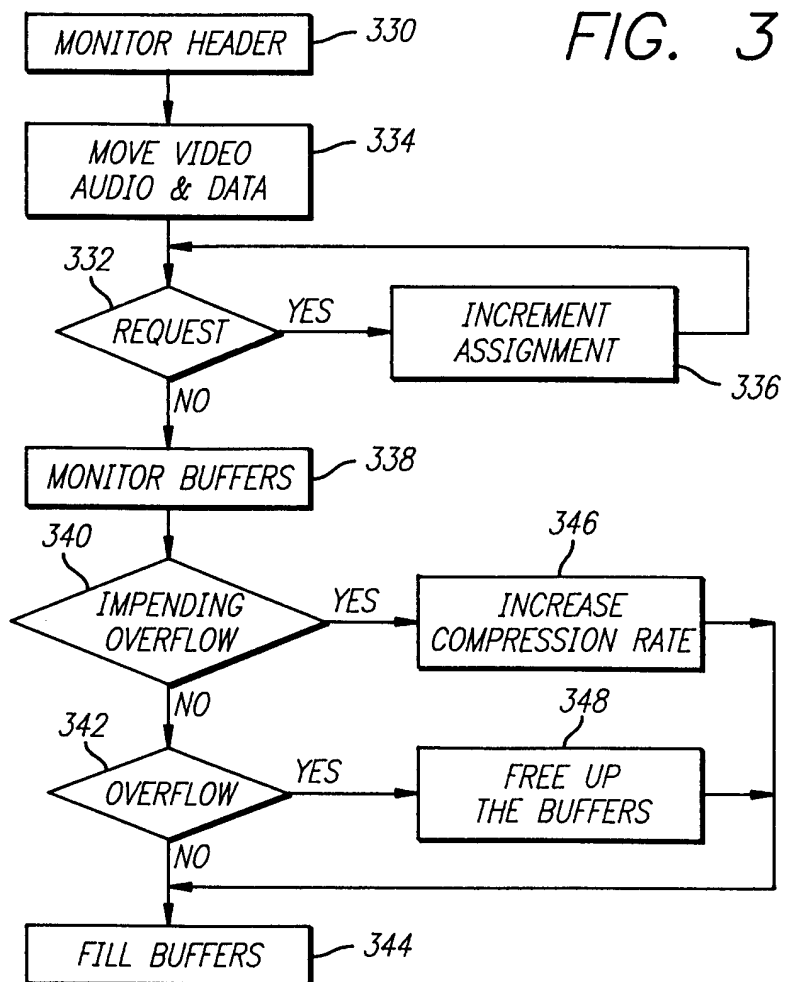 FIG. 3
MONITOR HEADER
330
MOVE VIDEO
AUDIO & DATA
334
332
REQUEST
YES
INCREMENT
ASSIGNMENT
336
NO
MONITOR BUFFERS
338
340
IMPENDING
OVERFLOW
YES
346
INCREASE
COMPRESSION RATE
NO
342
OVERFLOW
YES
348
FREE UP
THE BUFFERS
NO
FILL BUFFERS
344